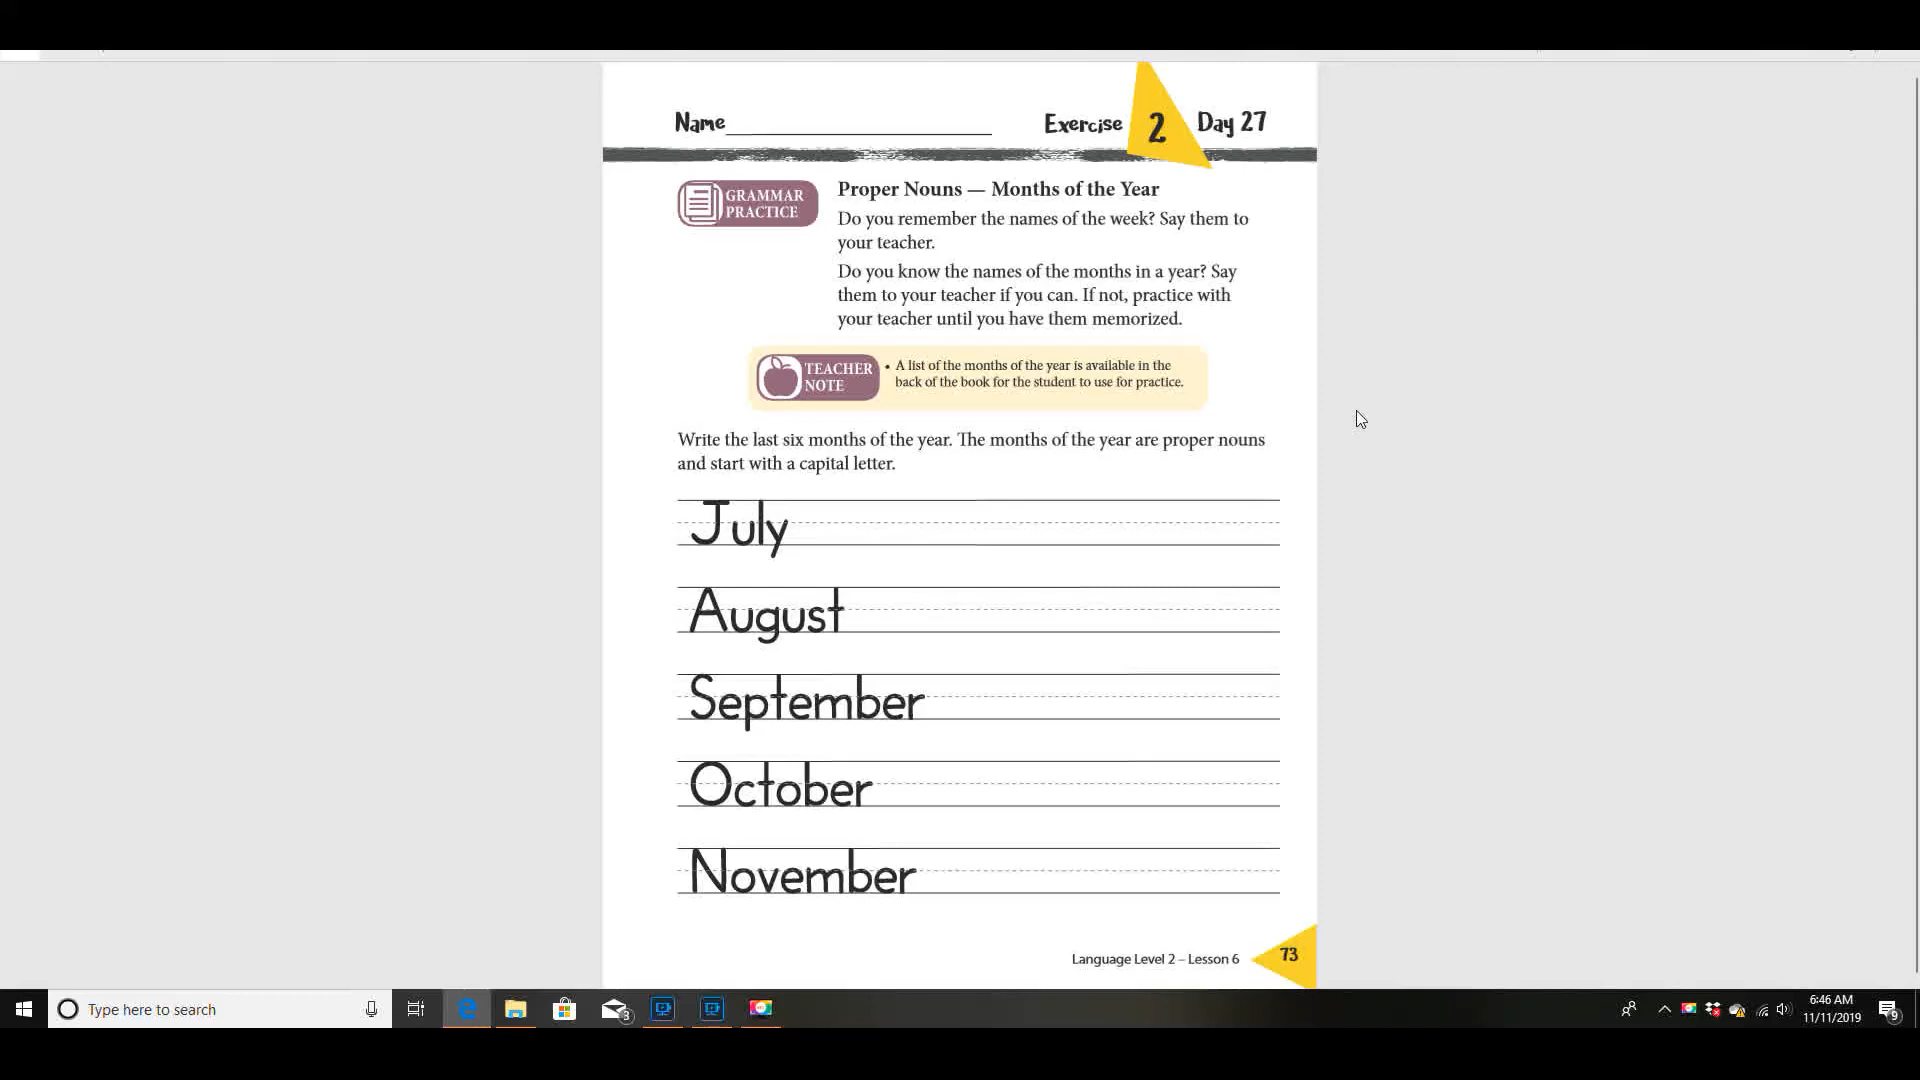 Name Exercise 2 Day 27
GRAMMAR
PRACTICE
Proper Nouns — Months of the Year
Do you remember the names of the week? Say them to
your teacher.
Do you know the names of the months in a year? Say
them to your teacher if you can. If not, practice with
your teacher until you have them memorized.
TEACHER
NOTE
• A list of the months of the year is available in the
back of the book for the student to use for practice.
Write the last six months of the year. The months of the year are proper nouns
and start with a capital letter.
July
August
September
October
November
Language Level 2 – Lesson 6 73
Type here to search
3
6:46 AM
11/11/2019
9